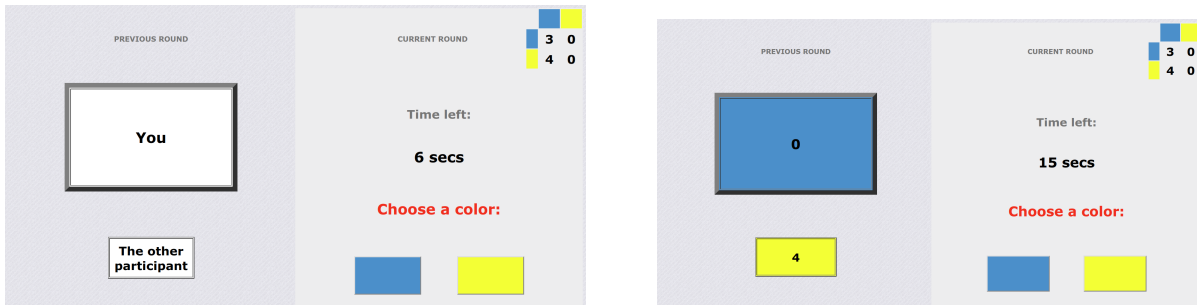 PREVIOUS ROUND
CURRENT ROUND
3 0
4 0
You
Time left:
6 secs
Choose a color:
The other
participant
PREVIOUS ROUND
CURRENT ROUND
3 0
4 0
0
Time left:
15 secs
Choose a color:
4